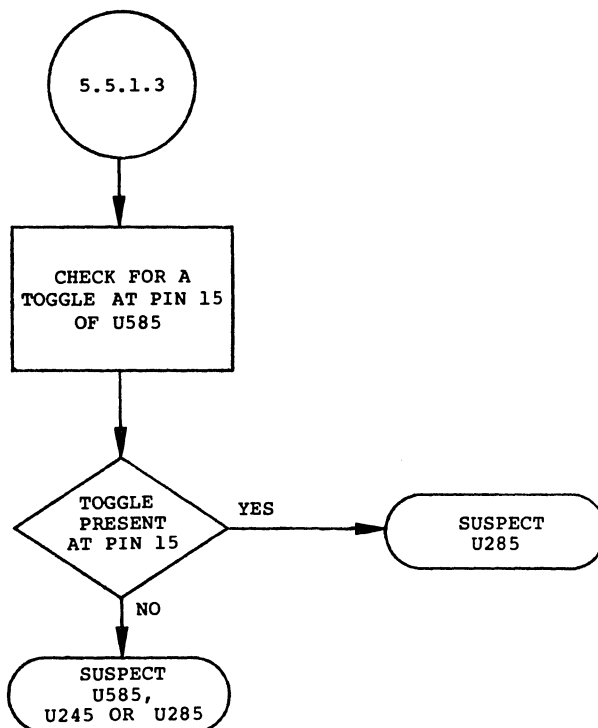 5.5.1.3
CHECK FOR A
TOGGLE AT PIN 15
OF U585
TOGGLE
PRESENT
AT PIN 15
YES
SUSPECT
U285
NO
SUSPECT
U585,
U245 OR U285